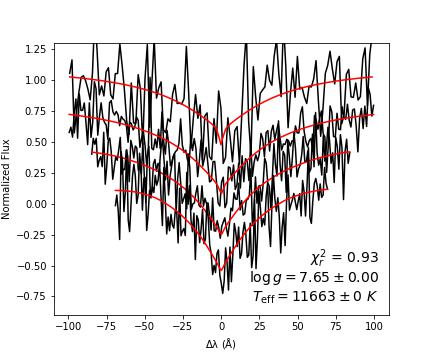 1.25
1.00
0.75
0.50
0.25
0.00
−0.25
−0.50
−0.75
Normalized Flux
χ²ᵣ = 0.93
log g = 7.65 ± 0.00
T_eff = 11663 ± 0 K
−100 −75 −50 −25 0 25 50 75 100
Δλ (Å)